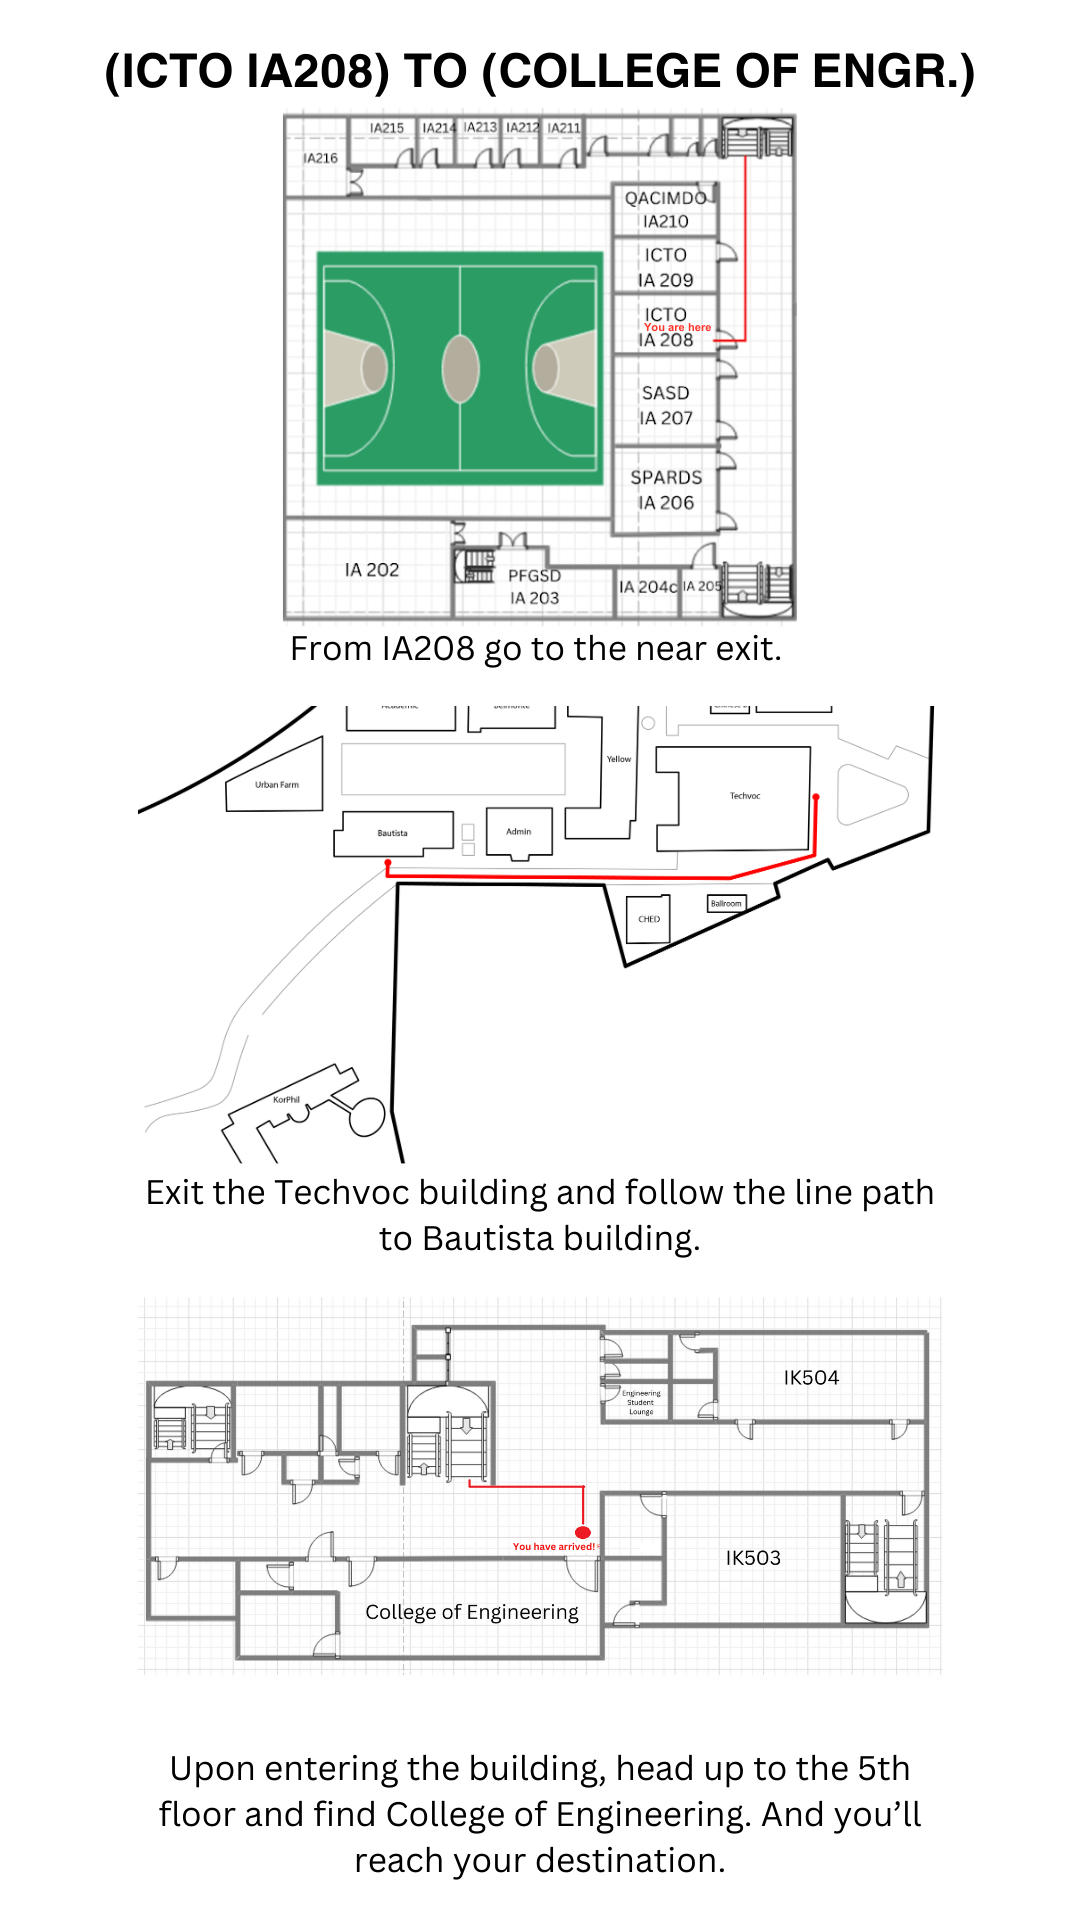 (ICTO IA208) TO (COLLEGE OF ENGR.)
IA215
IA214
IA213
IA212
IA211
IA216
QACIMDO
IA210
ICTO
IA 209
ICTO
You are here
IA 208
SASD
IA 207
SPARDS
IA 206
IA 202
PFGSD
IA 203
IA 204c
IA 205
From IA208 go to the near exit.
Academic
Belmonte
Yellow
Urban Farm
Techvoc
Bautista
Admin
CHED
Ballroom
KorPhil
Exit the Techvoc building and follow the line path
to Bautista building.
IK504
Engineering
Student
Lounge
You have arrived!
IK503
College of Engineering
Upon entering the building, head up to the 5th
floor and find College of Engineering. And you’ll
reach your destination.